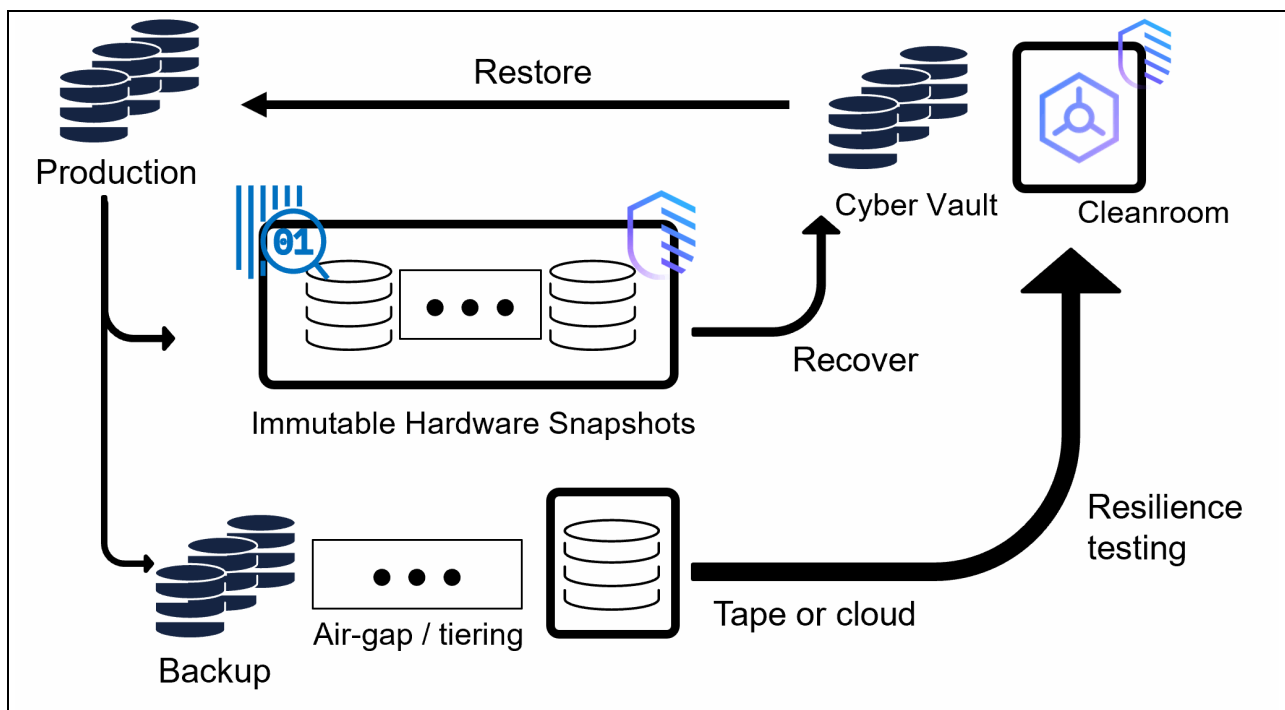 Restore
Production
Cyber Vault
Cleanroom
01
Recover
Immutable Hardware Snapshots
Resilience
testing
Tape or cloud
Air-gap / tiering
Backup